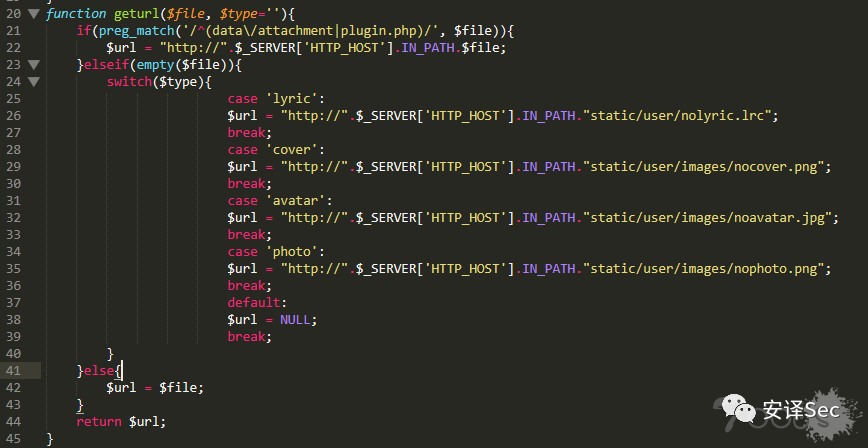 20 function geturl($file, $type=''){
21 if(preg_match('/^(data\/attachment|plugin.php)/', $file)){
22 $url = "http://".$_SERVER['HTTP_HOST'].IN_PATH.$file;
23 }elseif(empty($file)){
24 switch($type){
25 case 'lyric':
26 $url = "http://".$_SERVER['HTTP_HOST'].IN_PATH."static/user/nolyric.lrc";
27 break;
28 case 'cover':
29 $url = "http://".$_SERVER['HTTP_HOST'].IN_PATH."static/user/images/nocover.png";
30 break;
31 case 'avatar':
32 $url = "http://".$_SERVER['HTTP_HOST'].IN_PATH."static/user/images/noavatar.jpg";
33 break;
34 case 'photo':
35 $url = "http://".$_SERVER['HTTP_HOST'].IN_PATH."static/user/images/nophoto.png";
36 break;
37 default:
38 $url = NULL;
39 break;
40 }
41 }else{
42 $url = $file;
43 }
44 return $url;
45 }
安译Sec